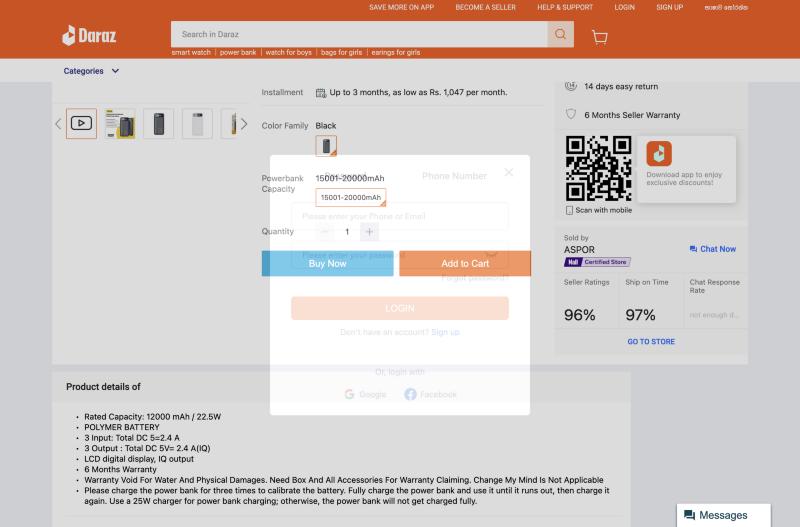 SAVE MORE ON APP
BECOME A SELLER
HELP & SUPPORT
LOGIN
SIGN UP
Daraz
Search in Daraz
smart watch | power bank | watch for boys | bags for girls | earings for girls
Categories
Installment
Up to 3 months, as low as Rs. 1,047 per month.
Color Family
Black
Powerbank Capacity
15001-20000mAh
15001-20000mAh
Quantity
1
Buy Now
Add to Cart
Phone Number
Please enter your Phone or Email
Please enter your password
Forgot password?
LOGIN
Don't have an account? Sign up
Or, login with
Google
Facebook
14 days easy return
6 Months Seller Warranty
Download app to enjoy
exclusive discounts!
Scan with mobile
Sold by
ASPOR
Chat Now
Mall Certified Store
Seller Ratings
96%
Ship on Time
97%
Chat Response
Rate
not enough d...
GO TO STORE
Product details of
Rated Capacity: 12000 mAh / 22.5W
POLYMER BATTERY
3 Input: Total DC 5=2.4 A
3 Output : Total DC 5V= 2.4 A(IQ)
LCD digital display, IQ output
6 Months Warranty
Warranty Void For Water And Physical Damages. Need Box And All Accessories For Warranty Claiming. Change My Mind Is Not Applicable
Please charge the power bank for three times to calibrate the battery. Fully charge the power bank and use it until it runs out, then charge it
again. Use a 25W charger for power bank charging; otherwise, the power bank will not get charged fully.
Messages